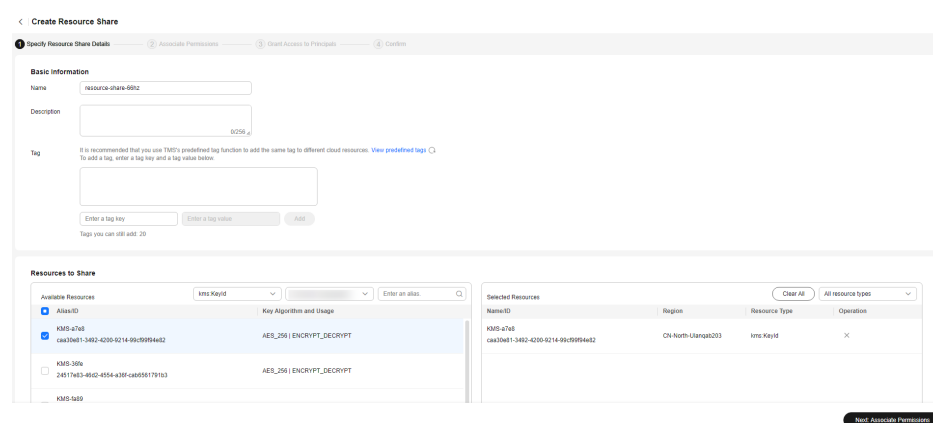 Create Resource Share
1 Specify Resource Share Details 2 Associate Permissions 3 Grant Access to Principals 4 Confirm
Basic Information
Name resource-share-66hz
Description
0/256
Tag It is recommended that you use TMS's predefined tag function to add the same tag to different cloud resources. View predefined tags
To add a tag, enter a tag key and a tag value below.
Enter a tag key Enter a tag value Add
Tags you can still add: 20
Resources to Share
Available Resources kms:KeyId Enter an alias. Selected Resources Clear All All resource types
Alias/ID Key Algorithm and Usage Name/ID Region Resource Type Operation
KMS-a7e8 KMS-a7e8
AES_256 | ENCRYPT_DECRYPT CN-North-Ulanqab203 kms:KeyId
caa30e81-3492-4200-9214-99cf99f94e82 caa30e81-3492-4200-9214-99cf99f94e82
KMS-36fe
AES_256 | ENCRYPT_DECRYPT
24517e83-46d2-4554-a36f-cab6561791b3
KMS-fa89
Next: Associate Permissions